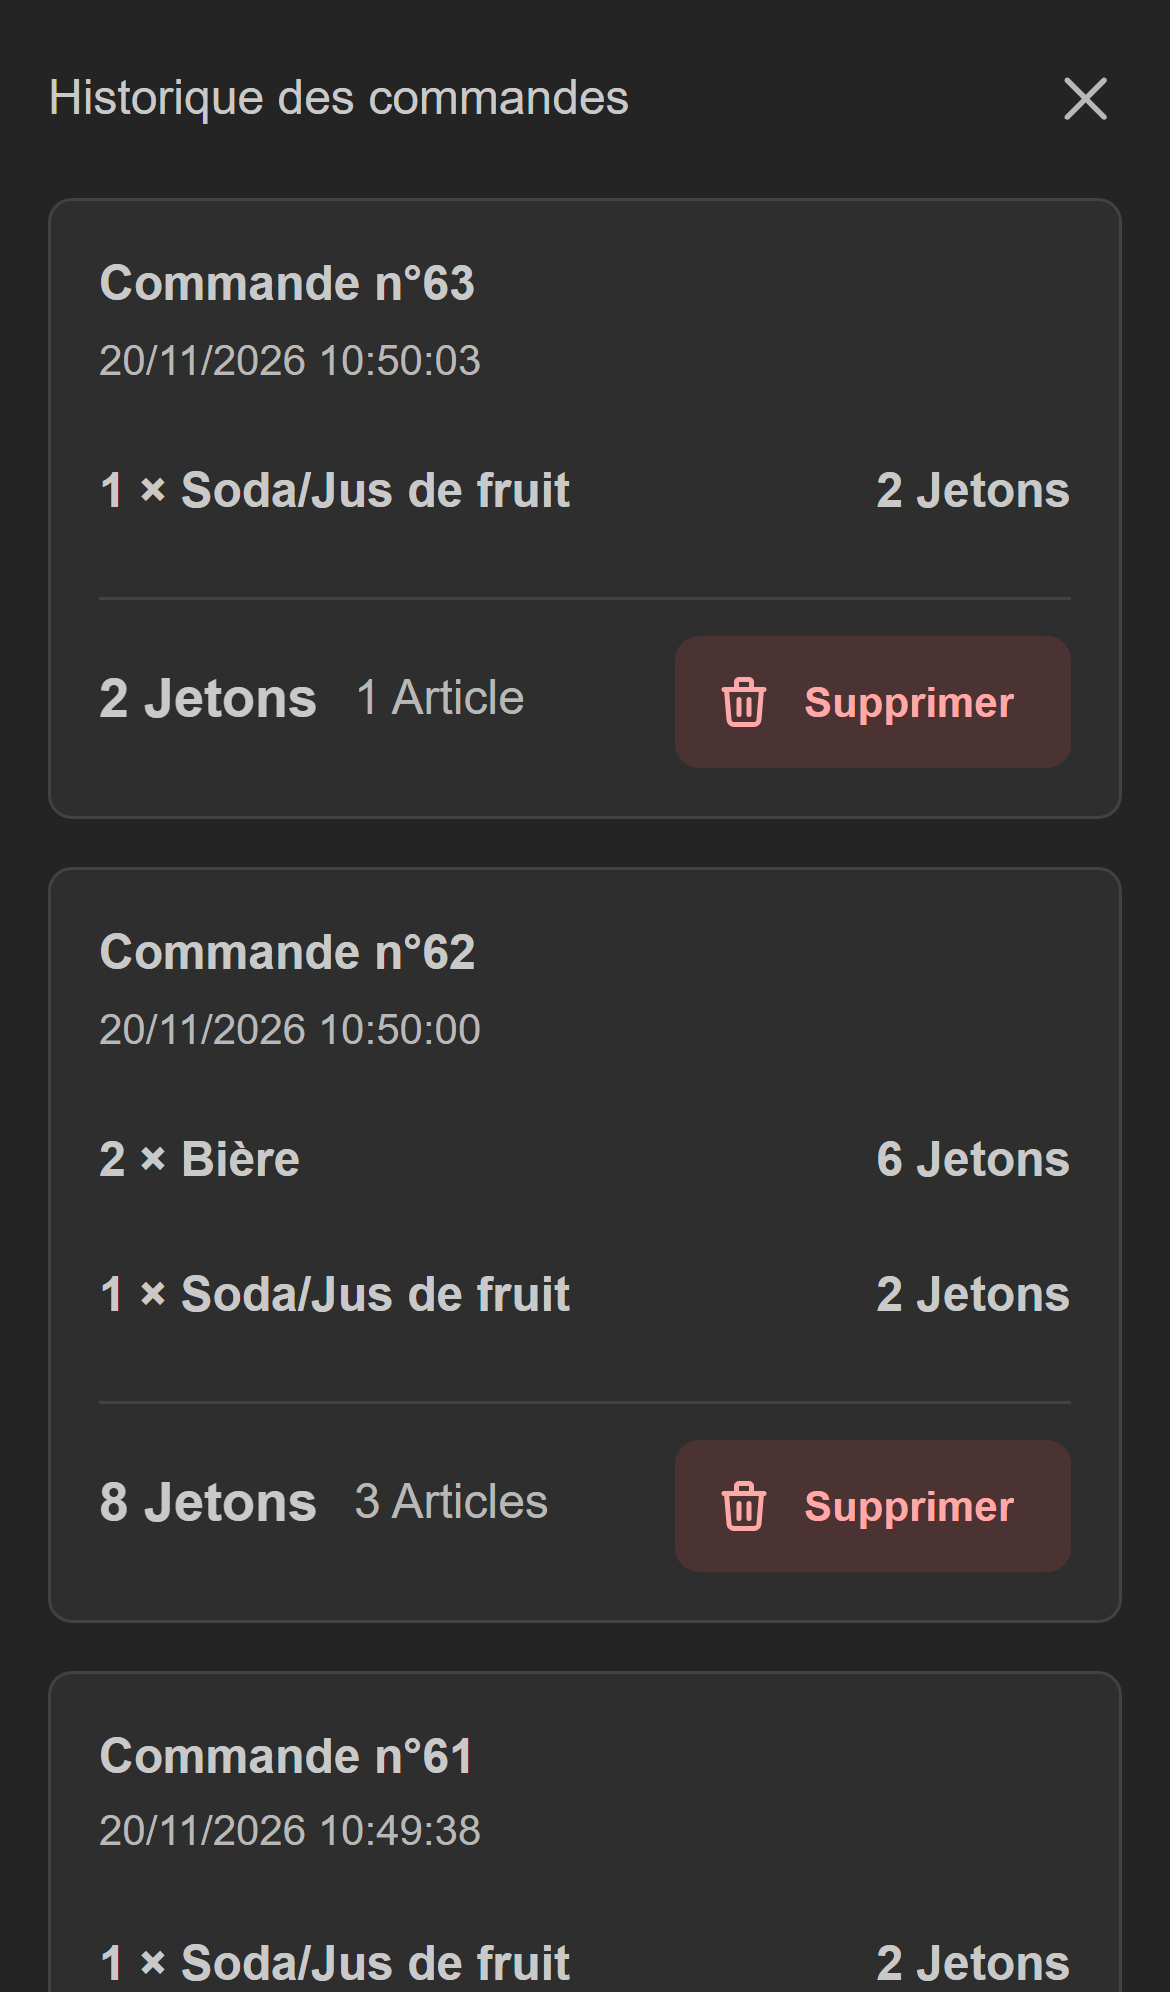 Historique des commandes
Commande n°63
20/11/2026 10:50:03
1 × Soda/Jus de fruit 2 Jetons
2 Jetons 1 Article Supprimer
Commande n°62
20/11/2026 10:50:00
2 × Bière 6 Jetons
1 × Soda/Jus de fruit 2 Jetons
8 Jetons 3 Articles Supprimer
Commande n°61
20/11/2026 10:49:38
1 × Soda/Jus de fruit 2 Jetons